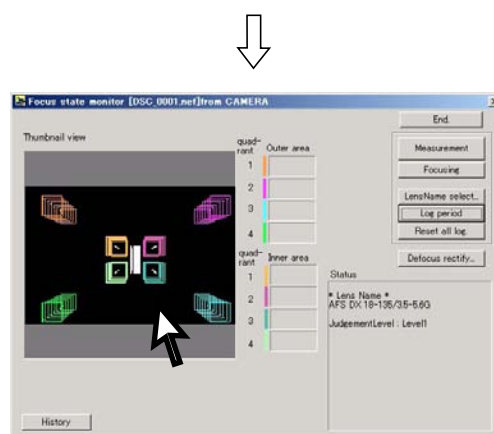 Focus state monitor [DSC_0001.nef]from CAMERA
End.
Thumbnail view
quad-
rant
Outer area
1
2
3
4
quad-
rant
Inner area
1
2
3
4
Measurement
Focusing
LensName select..
Log period
Reset all log.
Defocus rectify..
Status
* Lens Name *
AFS DX 18-135/3.5-5.6G
JudgementLevel : Level1
History